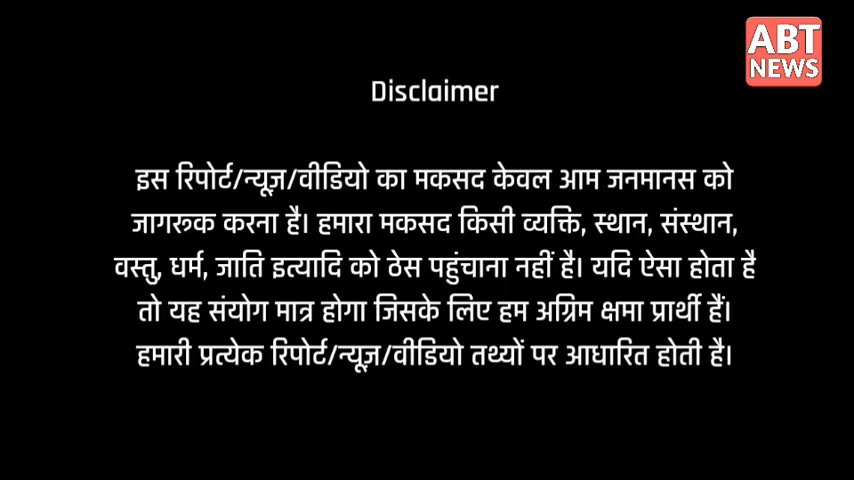 ABT
NEWS
Disclaimer
इस रिपोर्ट/न्यूज़/वीडियो का मकसद केवल आम जनमानस को
जागरूक करना है। हमारा मकसद किसी व्यक्ति, स्थान, संस्थान,
वस्तु, धर्म, जाति इत्यादि को ठेस पहुंचाना नहीं है। यदि ऐसा होता है
तो यह संयोग मात्र होगा जिसके लिए हम अग्रिम क्षमा प्रार्थी हैं।
हमारी प्रत्येक रिपोर्ट/न्यूज़/वीडियो तथ्यों पर आधारित होती है।